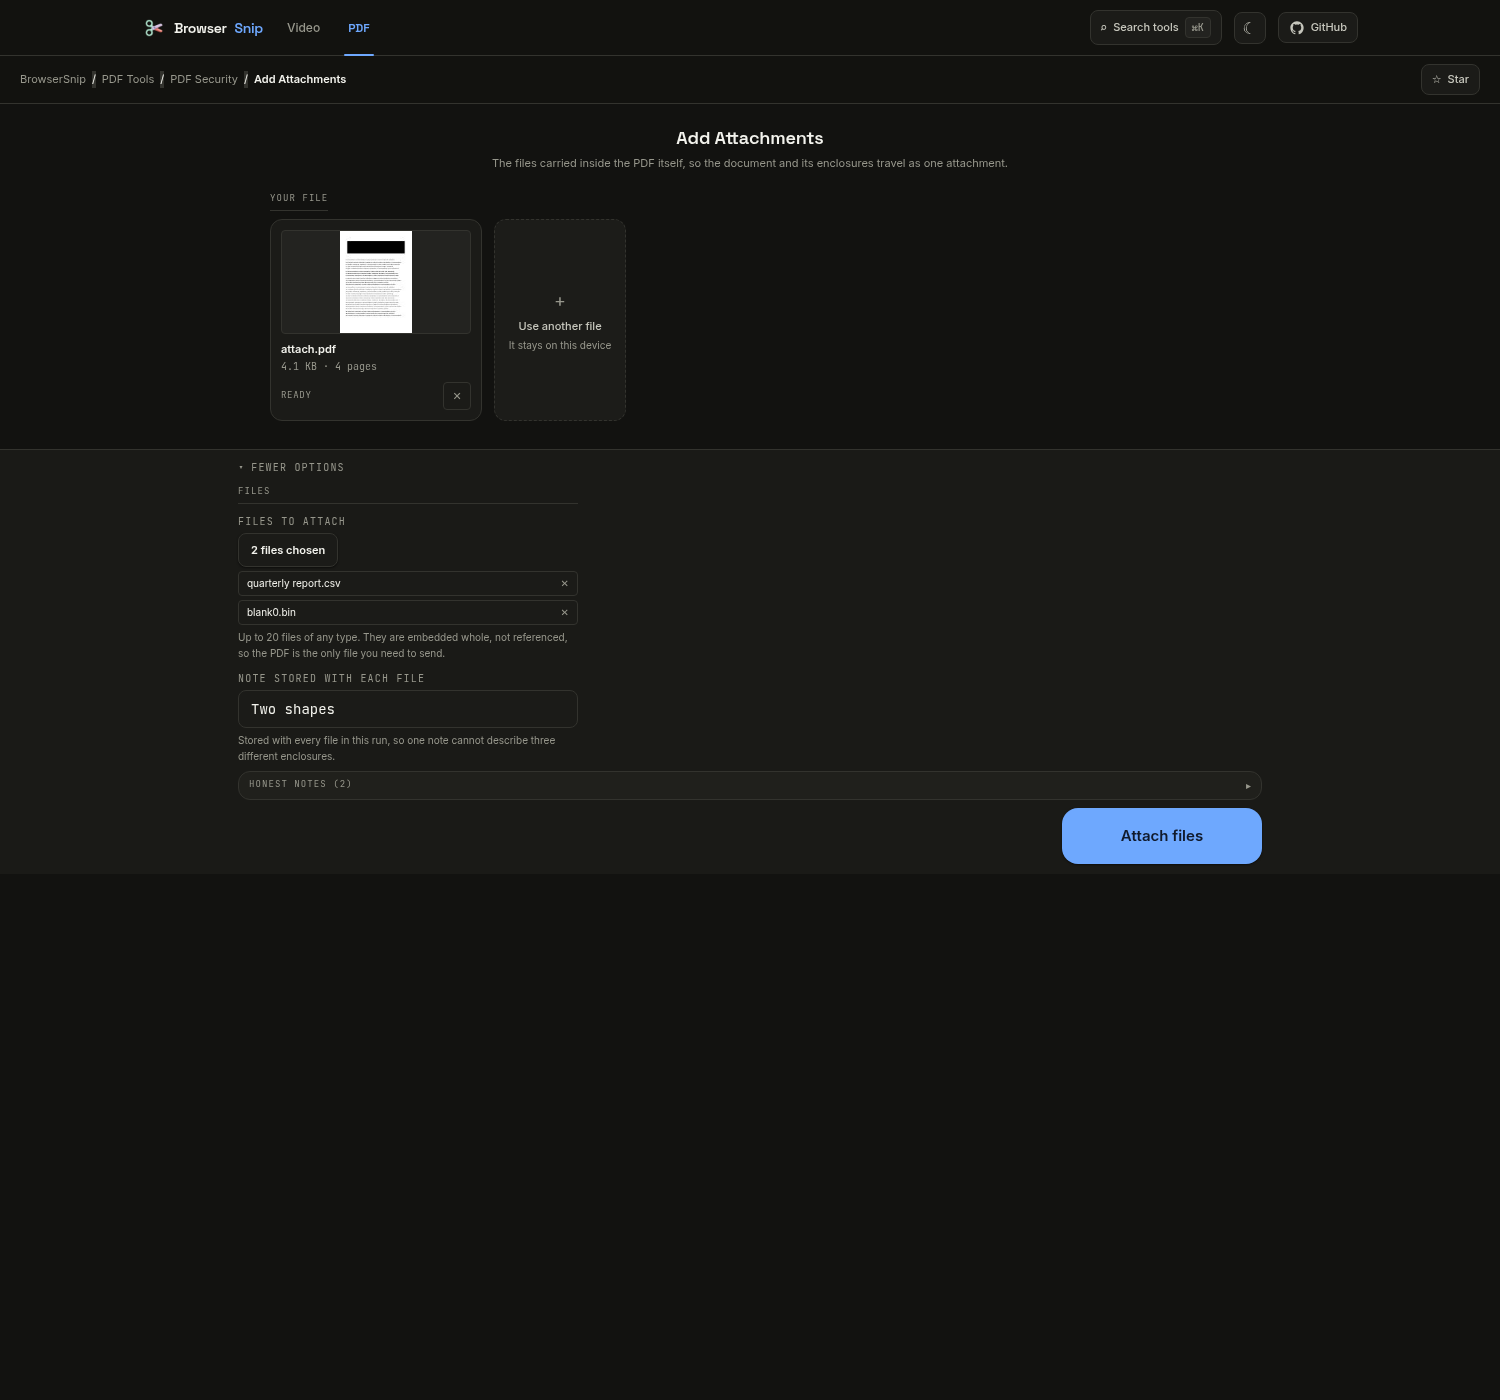 Browser Snip Video PDF Search tools ⌘K GitHub
BrowserSnip / PDF Tools / PDF Security / Add Attachments ☆ Star
Add Attachments
The files carried inside the PDF itself, so the document and its enclosures travel as one attachment.
YOUR FILE
attach.pdf
4.1 KB · 4 pages
READY ×
+
Use another file
It stays on this device
▾ FEWER OPTIONS
FILES
FILES TO ATTACH
2 files chosen
quarterly report.csv ×
blank0.bin ×
Up to 20 files of any type. They are embedded whole, not referenced,
so the PDF is the only file you need to send.
NOTE STORED WITH EACH FILE
Two shapes
Stored with every file in this run, so one note cannot describe three
different enclosures.
HONEST NOTES (2) ▸
Attach files